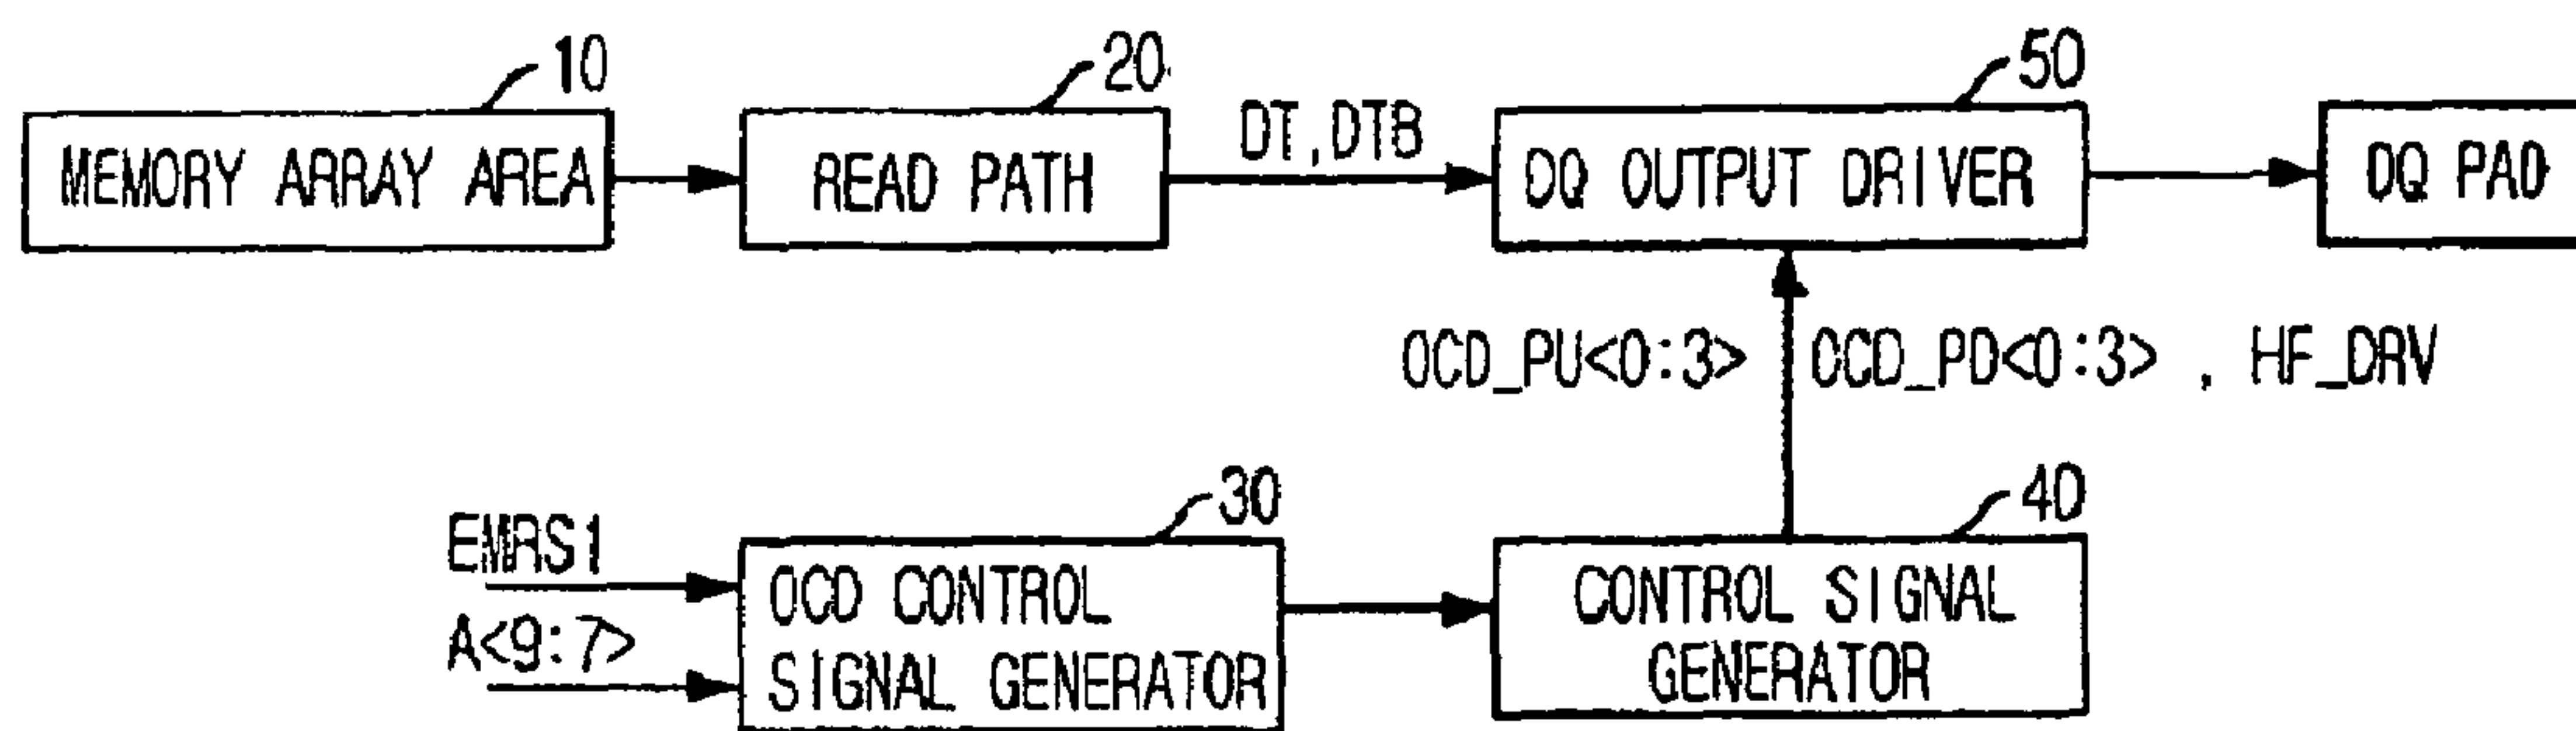 10
20
50
MEMORY ARRAY AREA
READ PATH
DT,DTB
DQ OUTPUT DRIVER
DQ PAD
OCD_PU<0:3>
OCD_PD<0:3> , HF_DRV
30
40
EMRS1
A<9:7>
OCD CONTROL
SIGNAL GENERATOR
CONTROL SIGNAL
GENERATOR